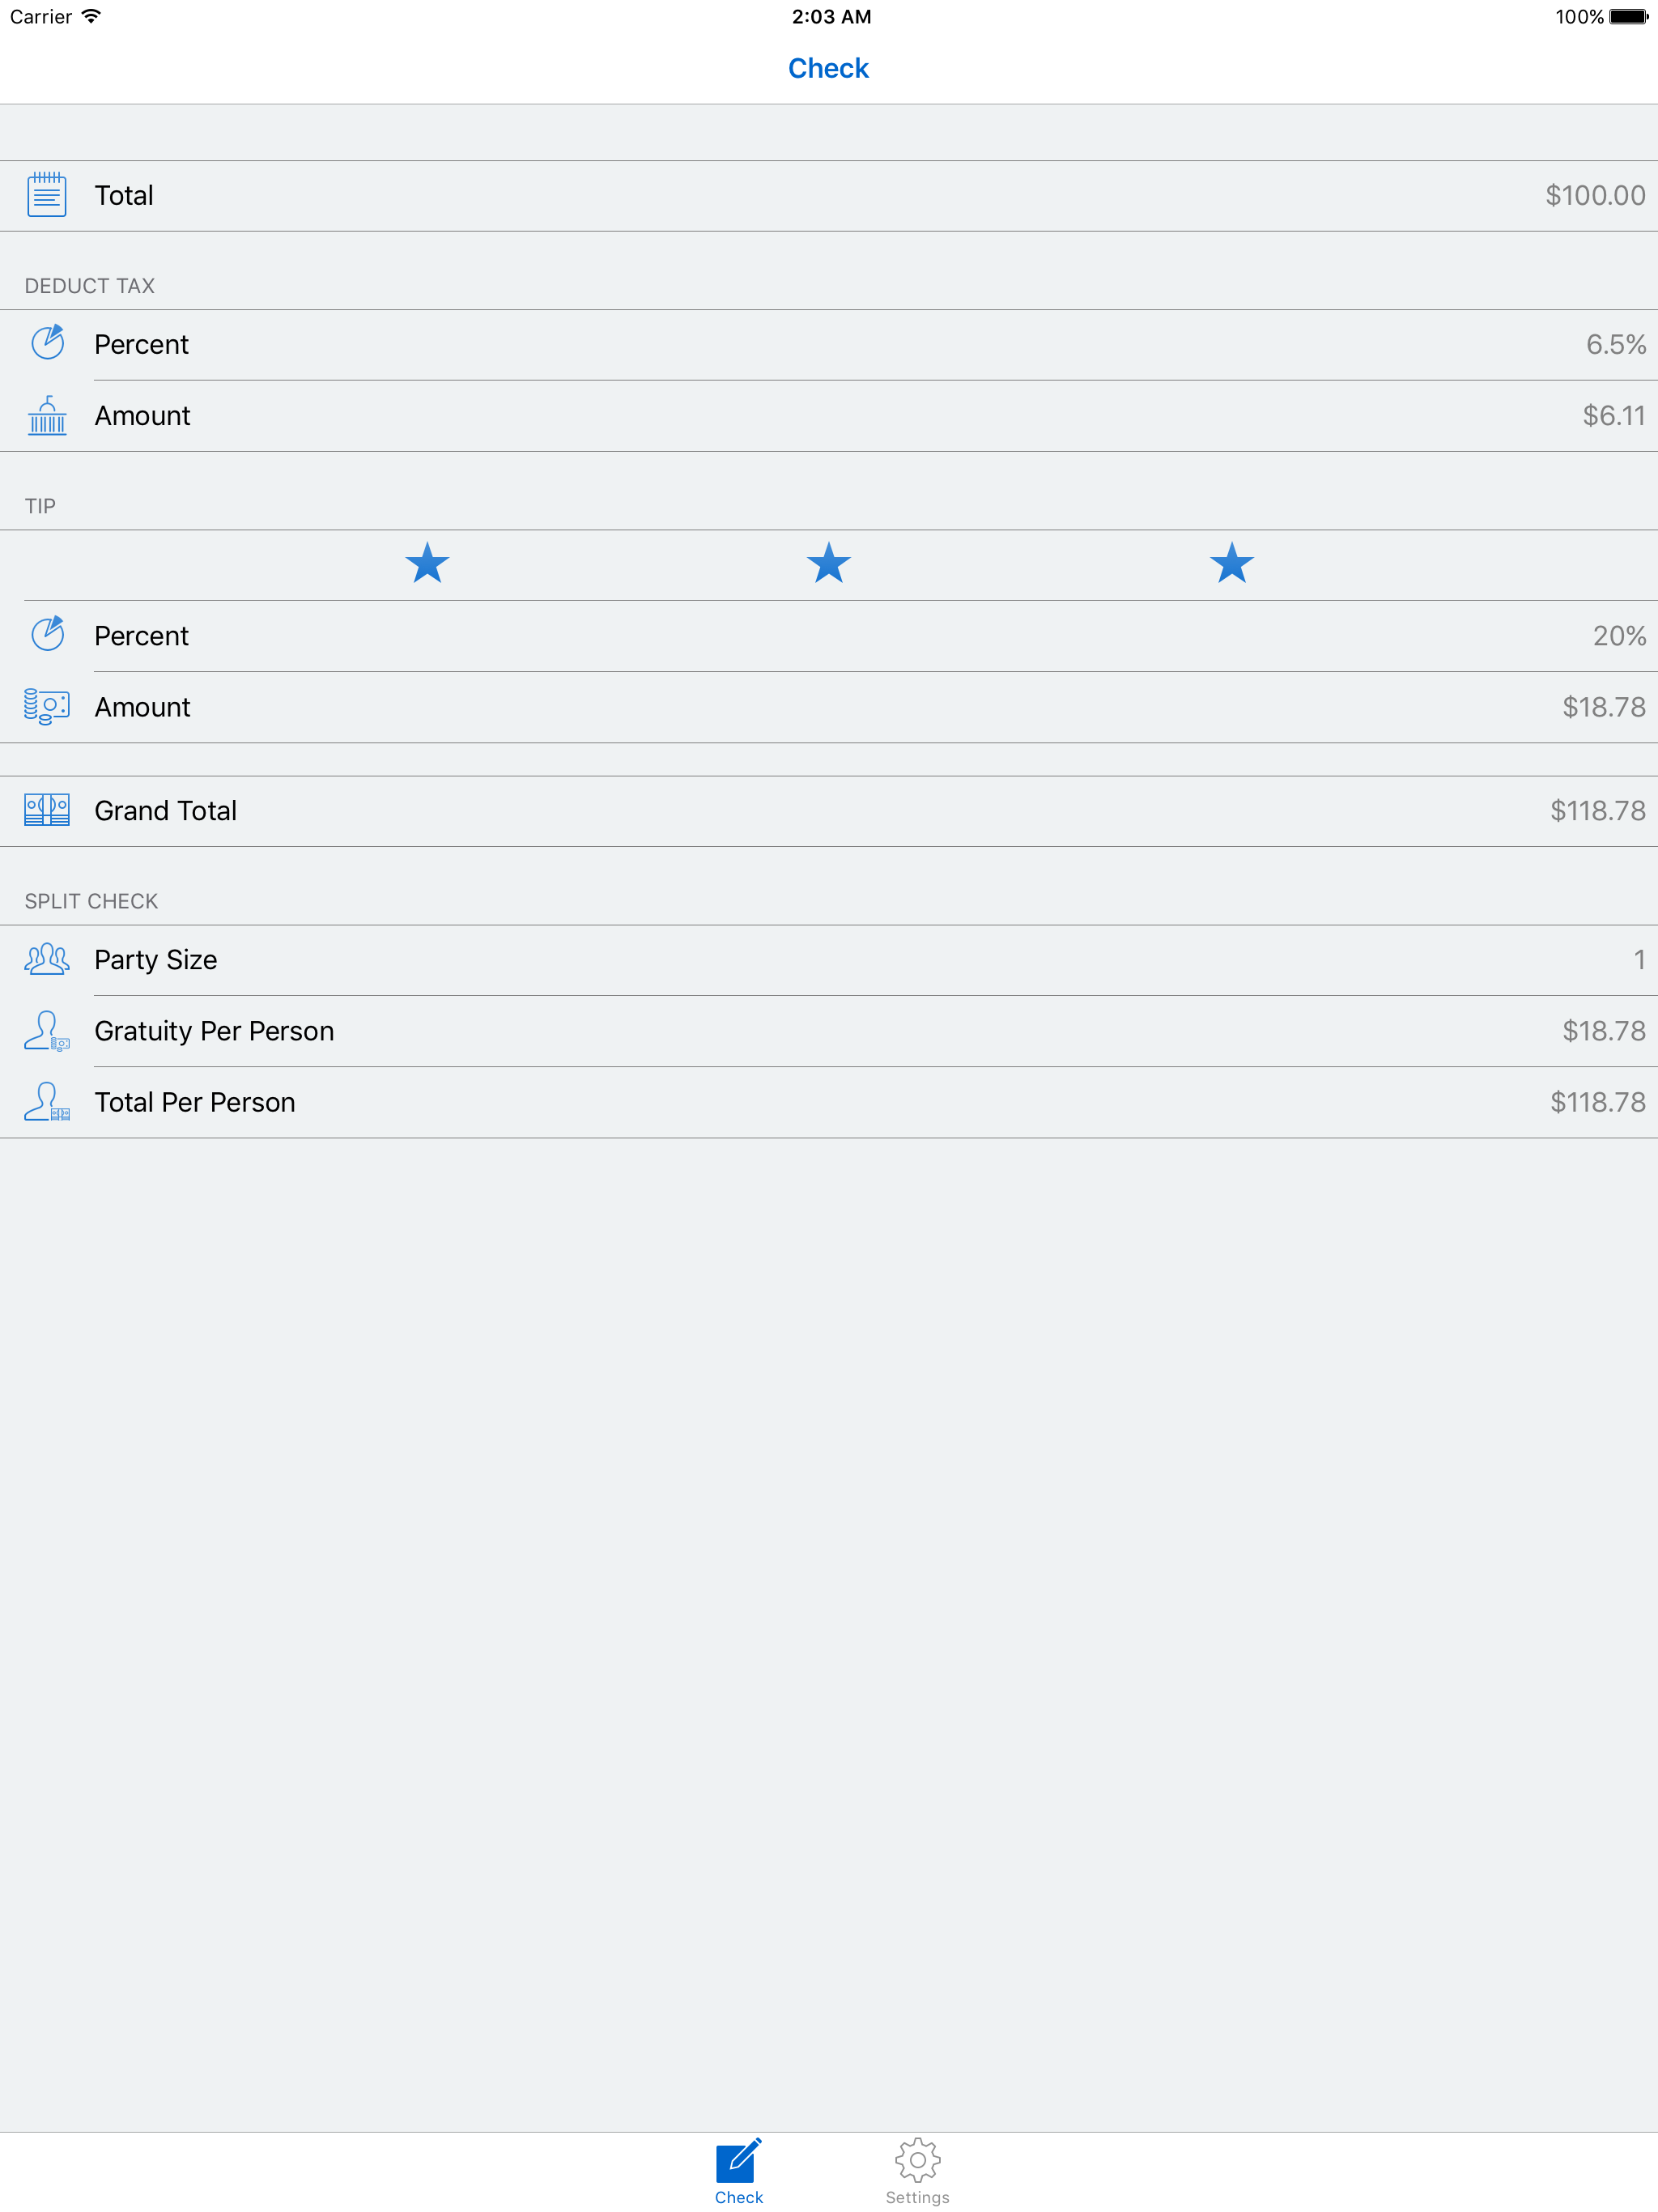 Carrier 2:03 AM 100%
Check
Total $100.00
DEDUCT TAX
Percent 6.5%
Amount $6.11
TIP
Percent 20%
Amount $18.78
Grand Total $118.78
SPLIT CHECK
Party Size 1
Gratuity Per Person $18.78
Total Per Person $118.78
Check Settings